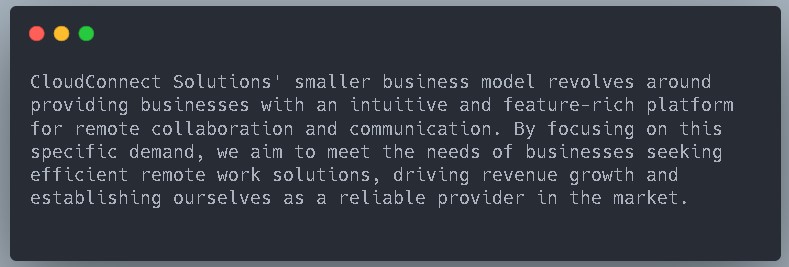 CloudConnect Solutions' smaller business model revolves around
providing businesses with an intuitive and feature-rich platform
for remote collaboration and communication. By focusing on this
specific demand, we aim to meet the needs of businesses seeking
efficient remote work solutions, driving revenue growth and
establishing ourselves as a reliable provider in the market.